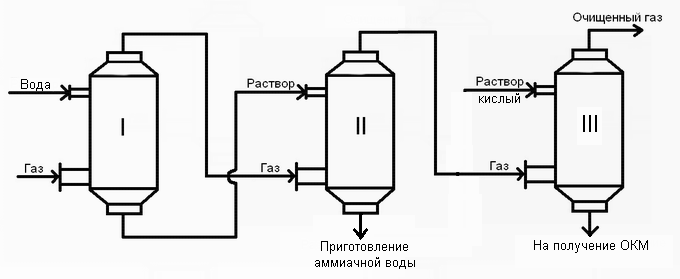 Очищенный газ
Вода
Раствор
Раствор
кислый
I
II
III
Газ
Газ
Газ
Приготовление
аммиачной воды
На получение ОКМ